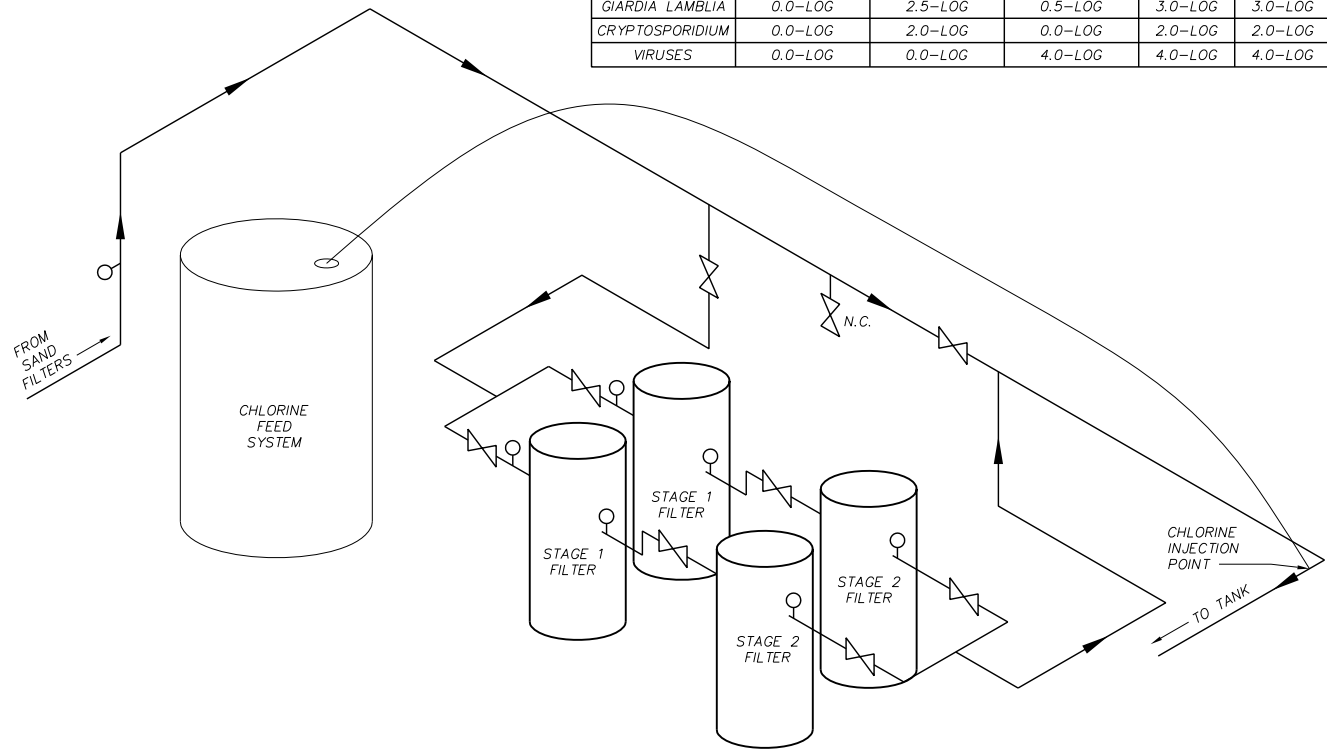 GIARDIA LAMBLIA 0.0-LOG 2.5-LOG 0.5-LOG 3.0-LOG 3.0-LOG
CRYPTOSPORIDIUM 0.0-LOG 2.0-LOG 0.0-LOG 2.0-LOG 2.0-LOG
VIRUSES 0.0-LOG 0.0-LOG 4.0-LOG 4.0-LOG 4.0-LOG
N.C.
FROM
SAND
FILTERS
CHLORINE
FEED
SYSTEM
STAGE 1
FILTER
STAGE 1
FILTER
STAGE 2
FILTER
STAGE 2
FILTER
CHLORINE
INJECTION
POINT
TO TANK